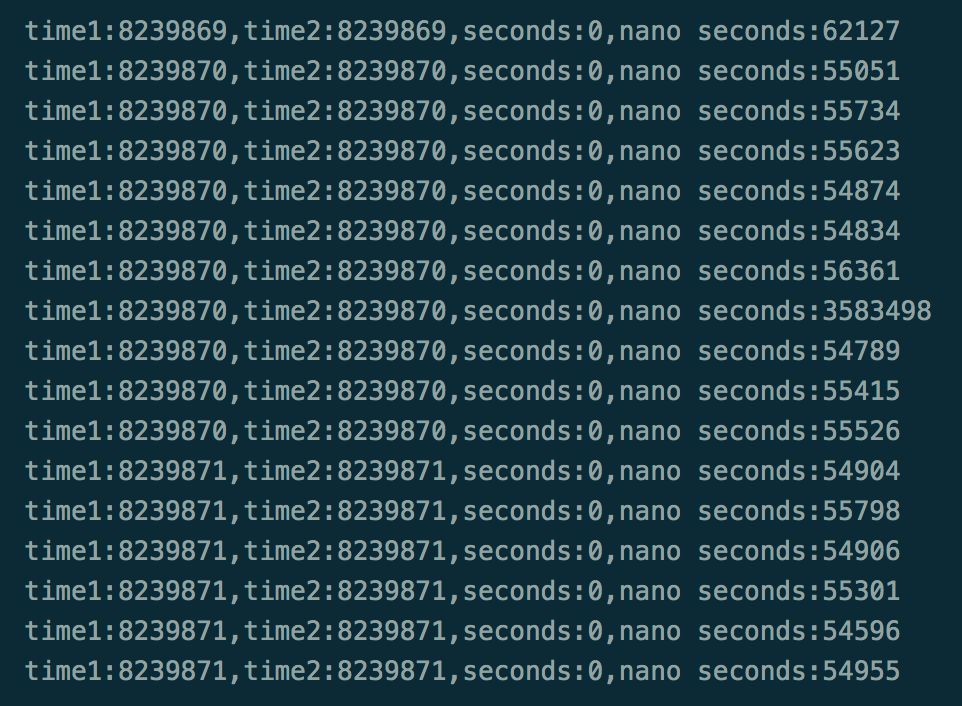 time1:8239869,time2:8239869,seconds:0,nano seconds:62127
time1:8239870,time2:8239870,seconds:0,nano seconds:55051
time1:8239870,time2:8239870,seconds:0,nano seconds:55734
time1:8239870,time2:8239870,seconds:0,nano seconds:55623
time1:8239870,time2:8239870,seconds:0,nano seconds:54874
time1:8239870,time2:8239870,seconds:0,nano seconds:54834
time1:8239870,time2:8239870,seconds:0,nano seconds:56361
time1:8239870,time2:8239870,seconds:0,nano seconds:3583498
time1:8239870,time2:8239870,seconds:0,nano seconds:54789
time1:8239870,time2:8239870,seconds:0,nano seconds:55415
time1:8239870,time2:8239870,seconds:0,nano seconds:55526
time1:8239871,time2:8239871,seconds:0,nano seconds:54904
time1:8239871,time2:8239871,seconds:0,nano seconds:55798
time1:8239871,time2:8239871,seconds:0,nano seconds:54906
time1:8239871,time2:8239871,seconds:0,nano seconds:55301
time1:8239871,time2:8239871,seconds:0,nano seconds:54596
time1:8239871,time2:8239871,seconds:0,nano seconds:54955